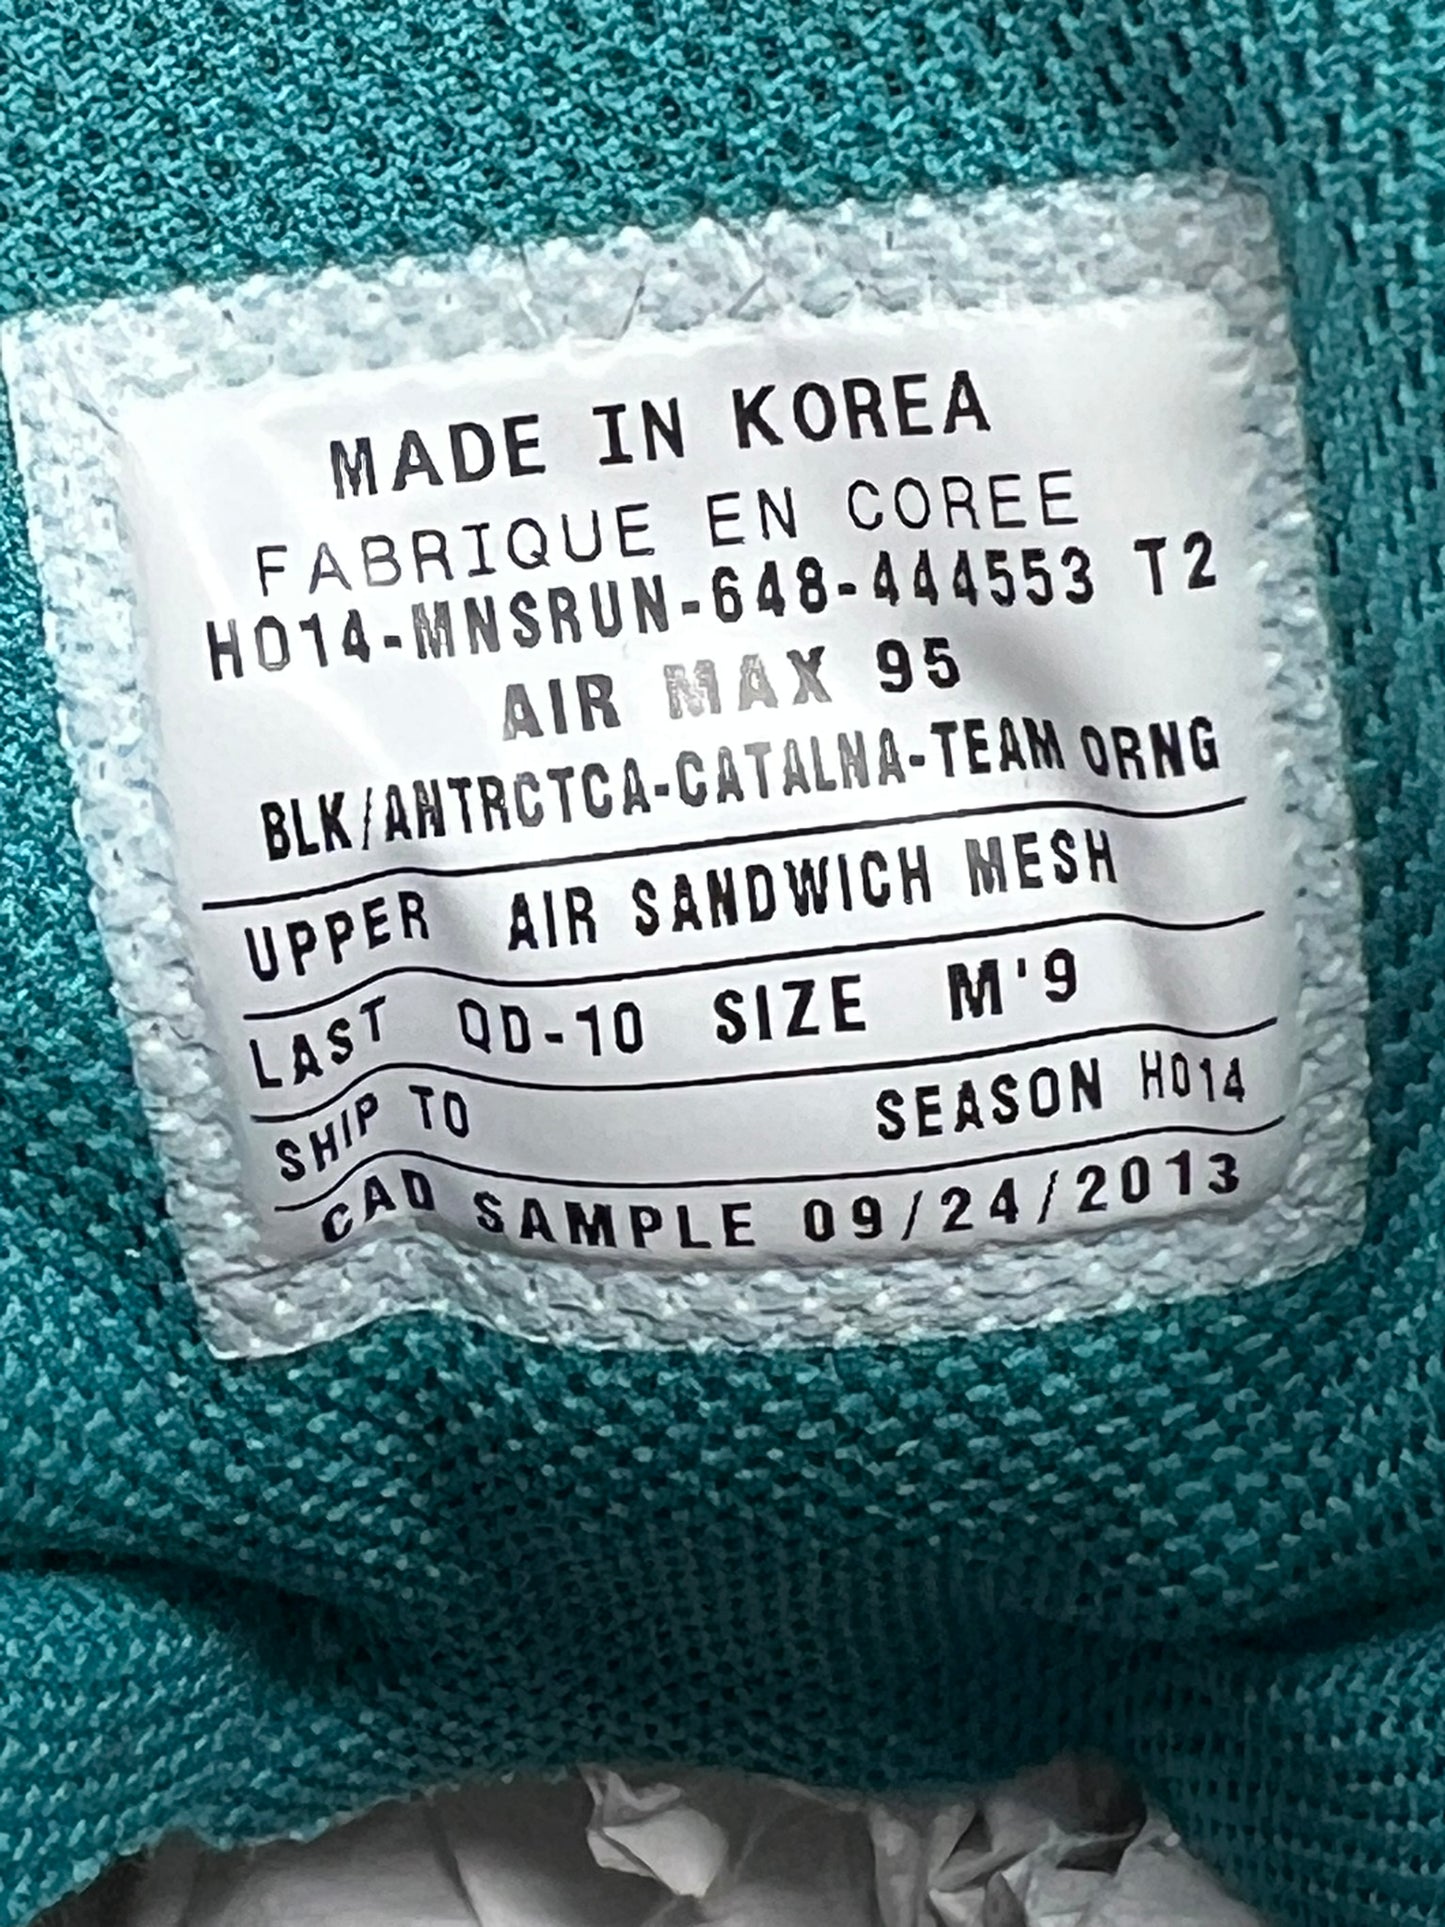 MADE IN KOREA
FABRIQUE EN COREE
HO14-MNSRUN-648-444553 T2
AIR MAX 95
BLK/ANTRCTCA-CATALNA-TEAM ORNG
UPPER AIR SANDWICH MESH
LAST QD-10 SIZE M'9
SHIP TO SEASON HO14
CAD SAMPLE 09/24/2013